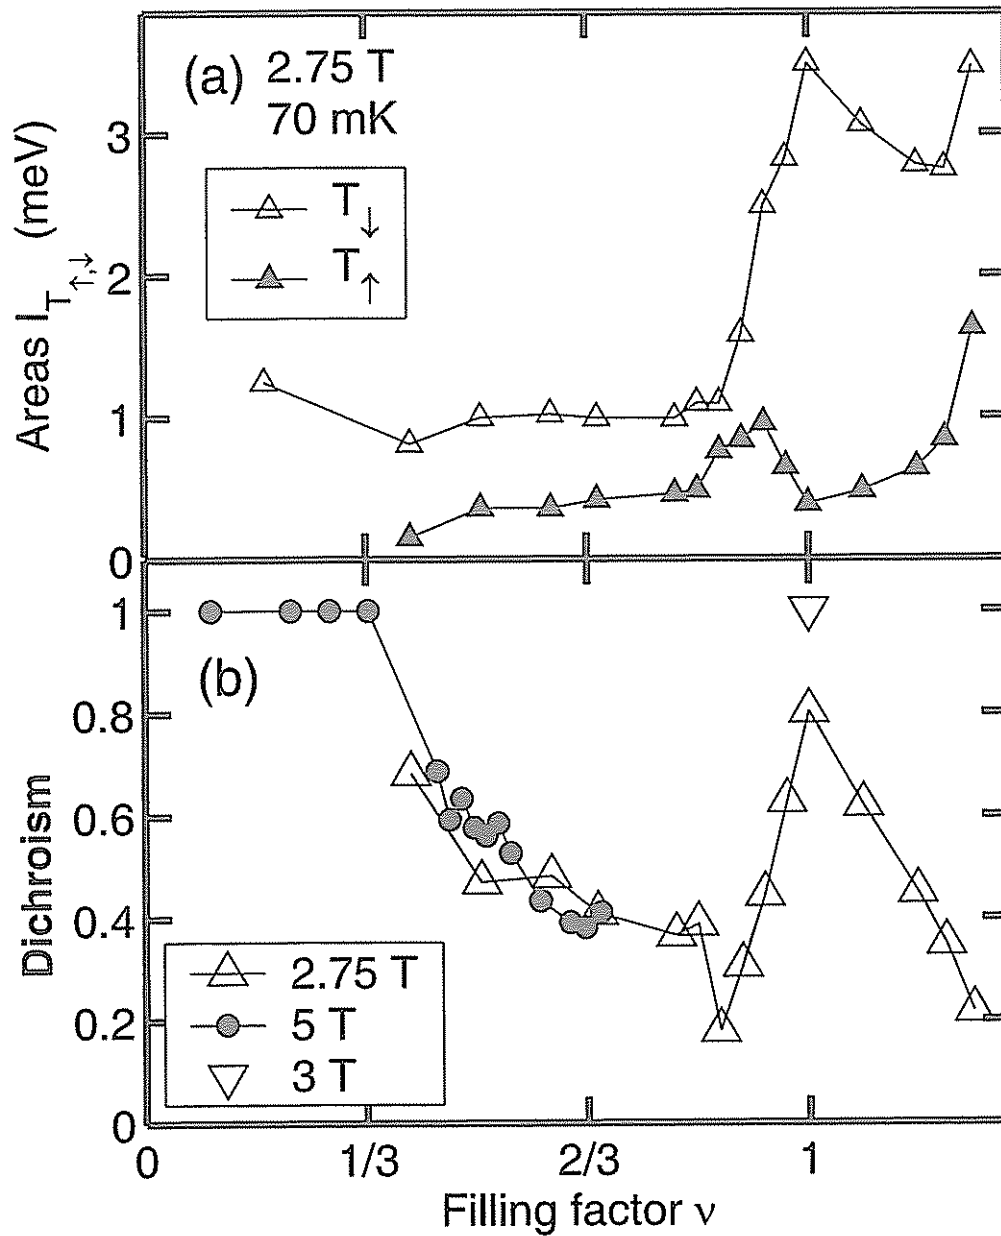 (a) 2.75 T
70 mK
T↓
T↑
Areas I_T↑,↓ (meV)
3
2
1
0
(b)
2.75 T
5 T
3 T
Dichroism
1
0.8
0.6
0.4
0.2
0
0 1/3 2/3 1
Filling factor ν